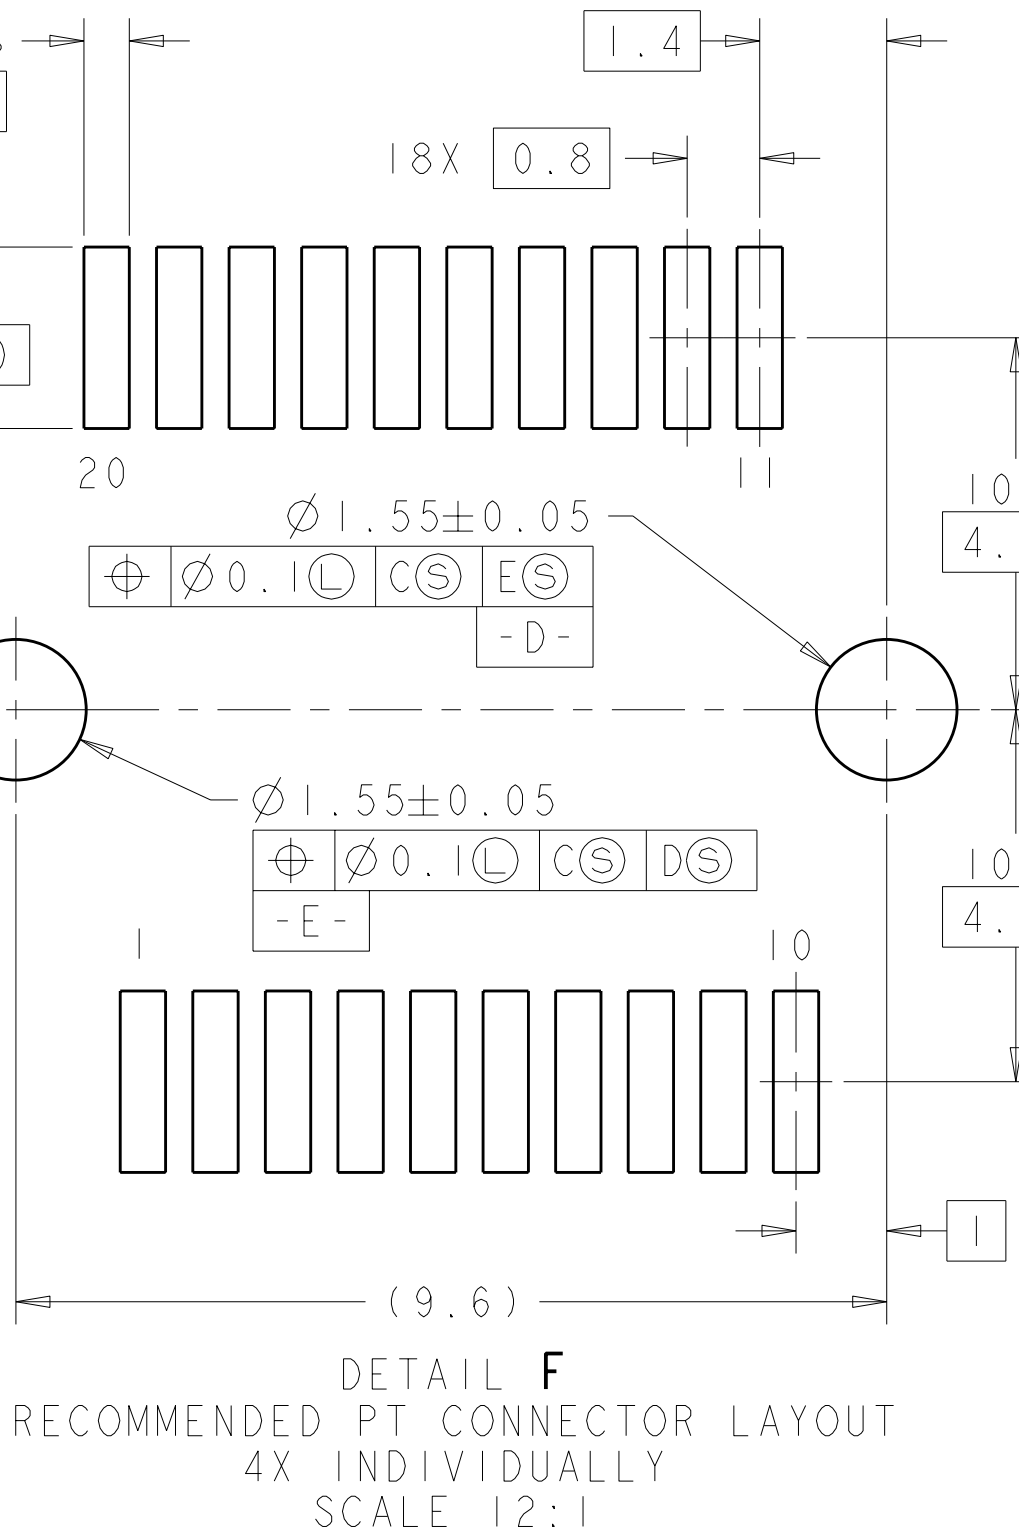 1.4
18X 0.8
20
11
Ø1.55±0.05
⌖ Ø0.1Ⓛ CⓈ EⓈ
-D-
10
4.
Ø1.55±0.05
⌖ Ø0.1Ⓛ CⓈ DⓈ
-E-
10
4.
1
10
1
(9.6)
DETAIL F
RECOMMENDED PT CONNECTOR LAYOUT
4X INDIVIDUALLY
SCALE 12:1